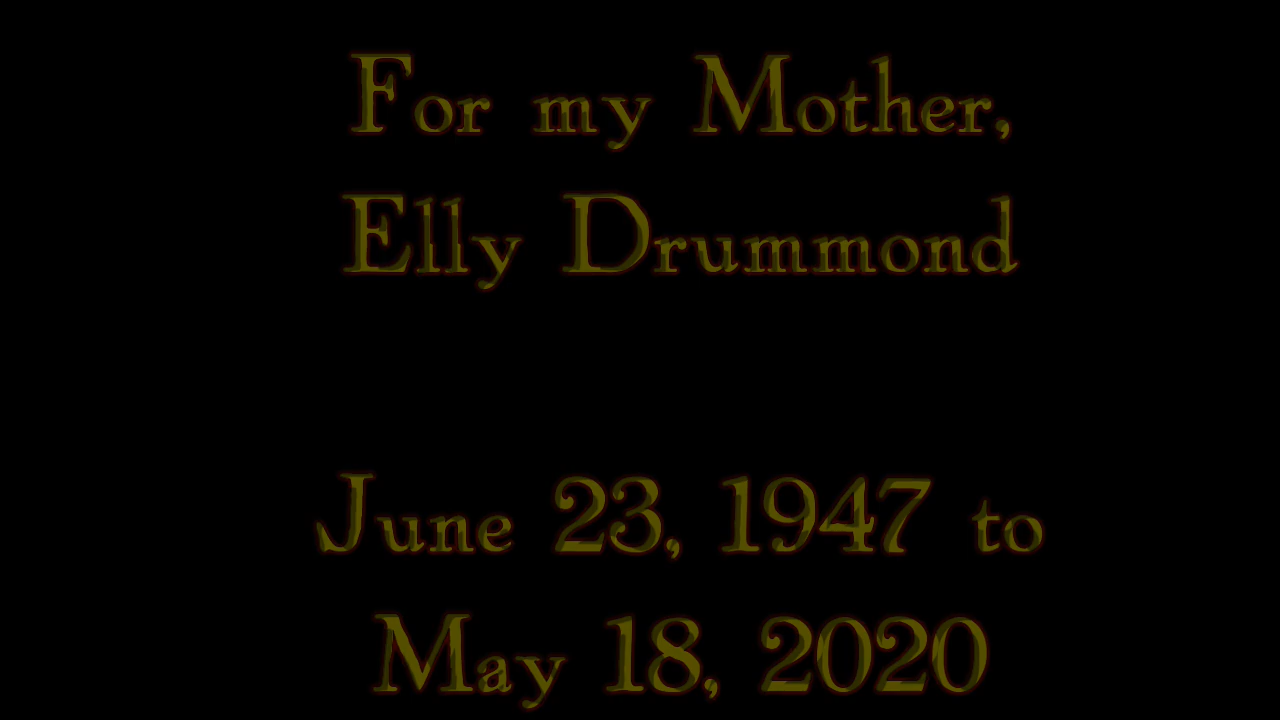 For my Mother,
Elly Drummond
June 23, 1947 to
May 18, 2020